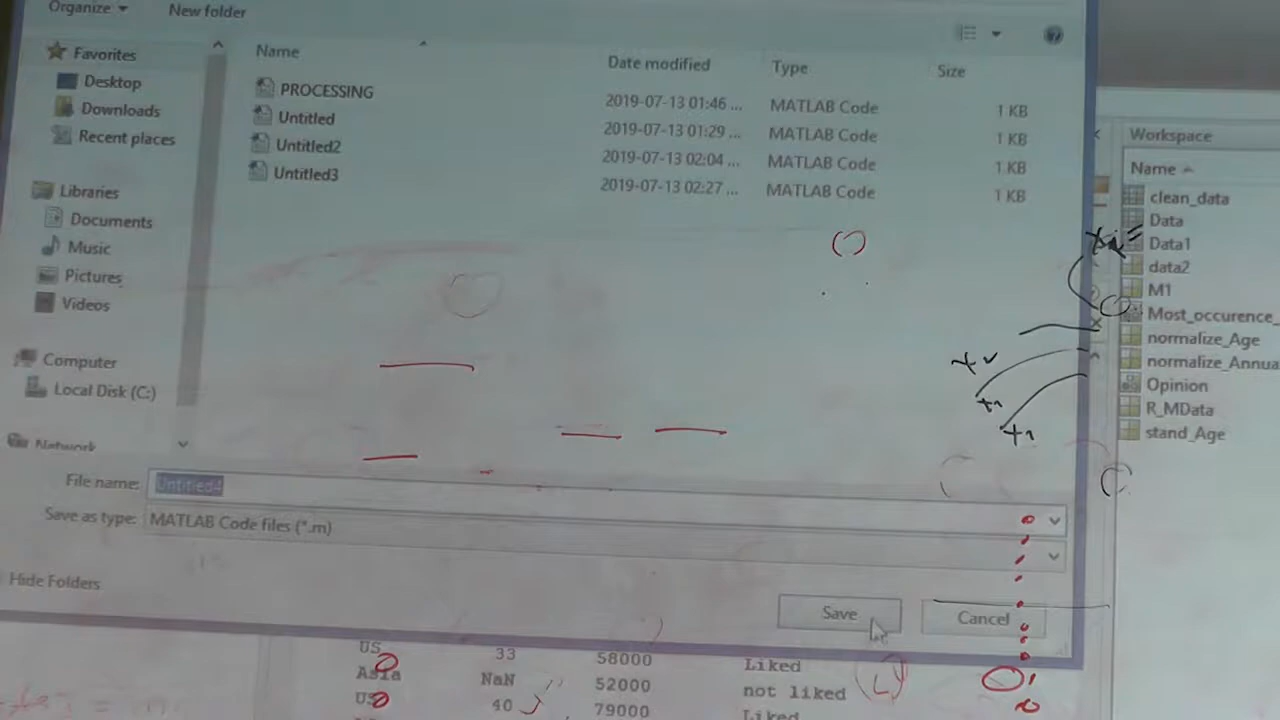 Organize New folder
Favorites
Desktop
Downloads
Recent places
Libraries
Documents
Music
Pictures
Videos
Computer
Local Disk (C:)
Network
Name Date modified Type Size
PROCESSING 2019-07-13 01:46 ... MATLAB Code 1 KB
Untitled 2019-07-13 01:29 ... MATLAB Code 1 KB
Untitled2 2019-07-13 02:04 ... MATLAB Code 1 KB
Untitled3 2019-07-13 02:27 ... MATLAB Code 1 KB
File name: Untitled4
Save as type: MATLAB Code files (*.m)
Hide Folders
Save Cancel
Workspace
Name
clean_data
Data
Data1
data2
M1
Most_occurence_
normalize_Age
normalize_Annua
Opinion
R_MData
stand_Age
US 33 58000 Liked
Asia NaN 52000 not liked
US 40 79000 Liked